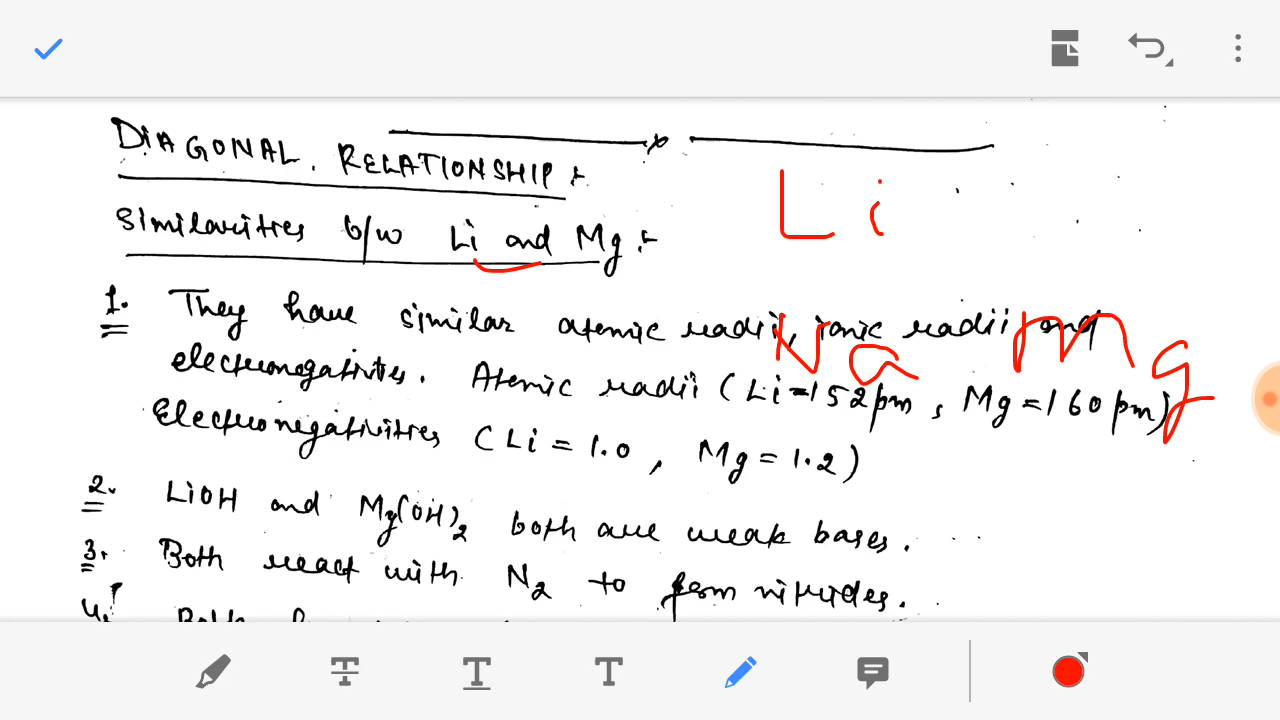 DIAGONAL. RELATIONSHIP :-
Similarities b/w Li and Mg :-
Li
1. They have similar atomic radii, ionic radii and
Na Mg
electronegativites. Atomic radii (Li=152pm, Mg=160pm)
Electronegativities (Li=1.0, Mg=1.2)
2. LiOH and Mg(OH)2 both are weak bases.
3. Both react with N2 to form nitrides.
4. Both
T T T